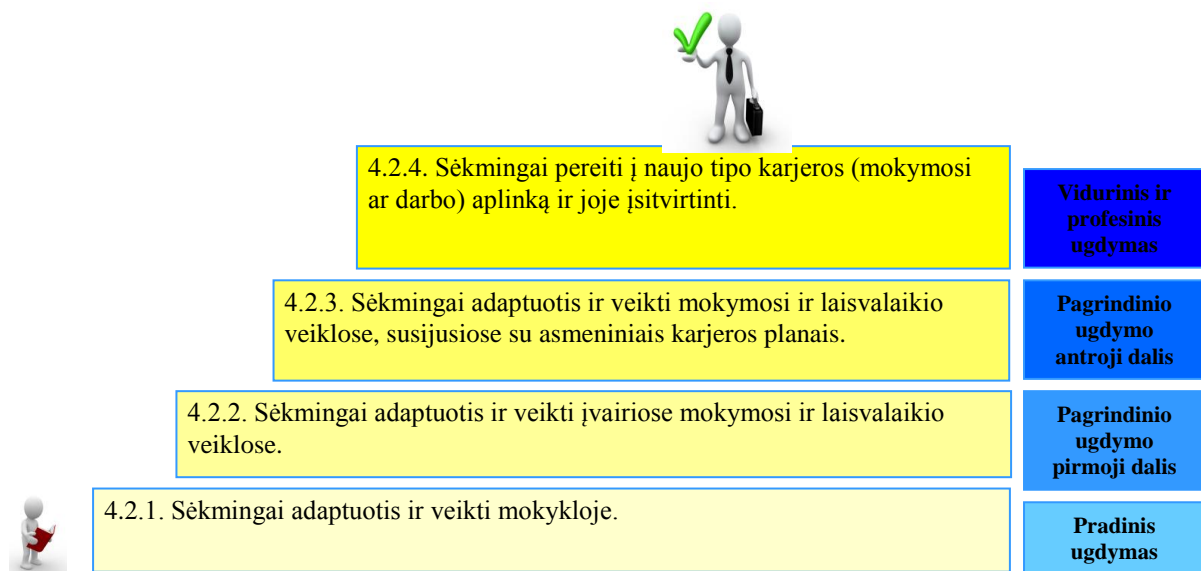 4.2.4. Sėkmingai pereiti į naujo tipo karjeros (mokymosi
ar darbo) aplinką ir joje įsitvirtinti.
Vidurinis ir
profesinis
ugdymas
4.2.3. Sėkmingai adaptuotis ir veikti mokymosi ir laisvalaikio
veiklose, susijusiose su asmeniniais karjeros planais.
Pagrindinio
ugdymo
antroji dalis
4.2.2. Sėkmingai adaptuotis ir veikti įvairiose mokymosi ir laisvalaikio
veiklose.
Pagrindinio
ugdymo
pirmoji dalis
4.2.1. Sėkmingai adaptuotis ir veikti mokykloje.
Pradinis
ugdymas